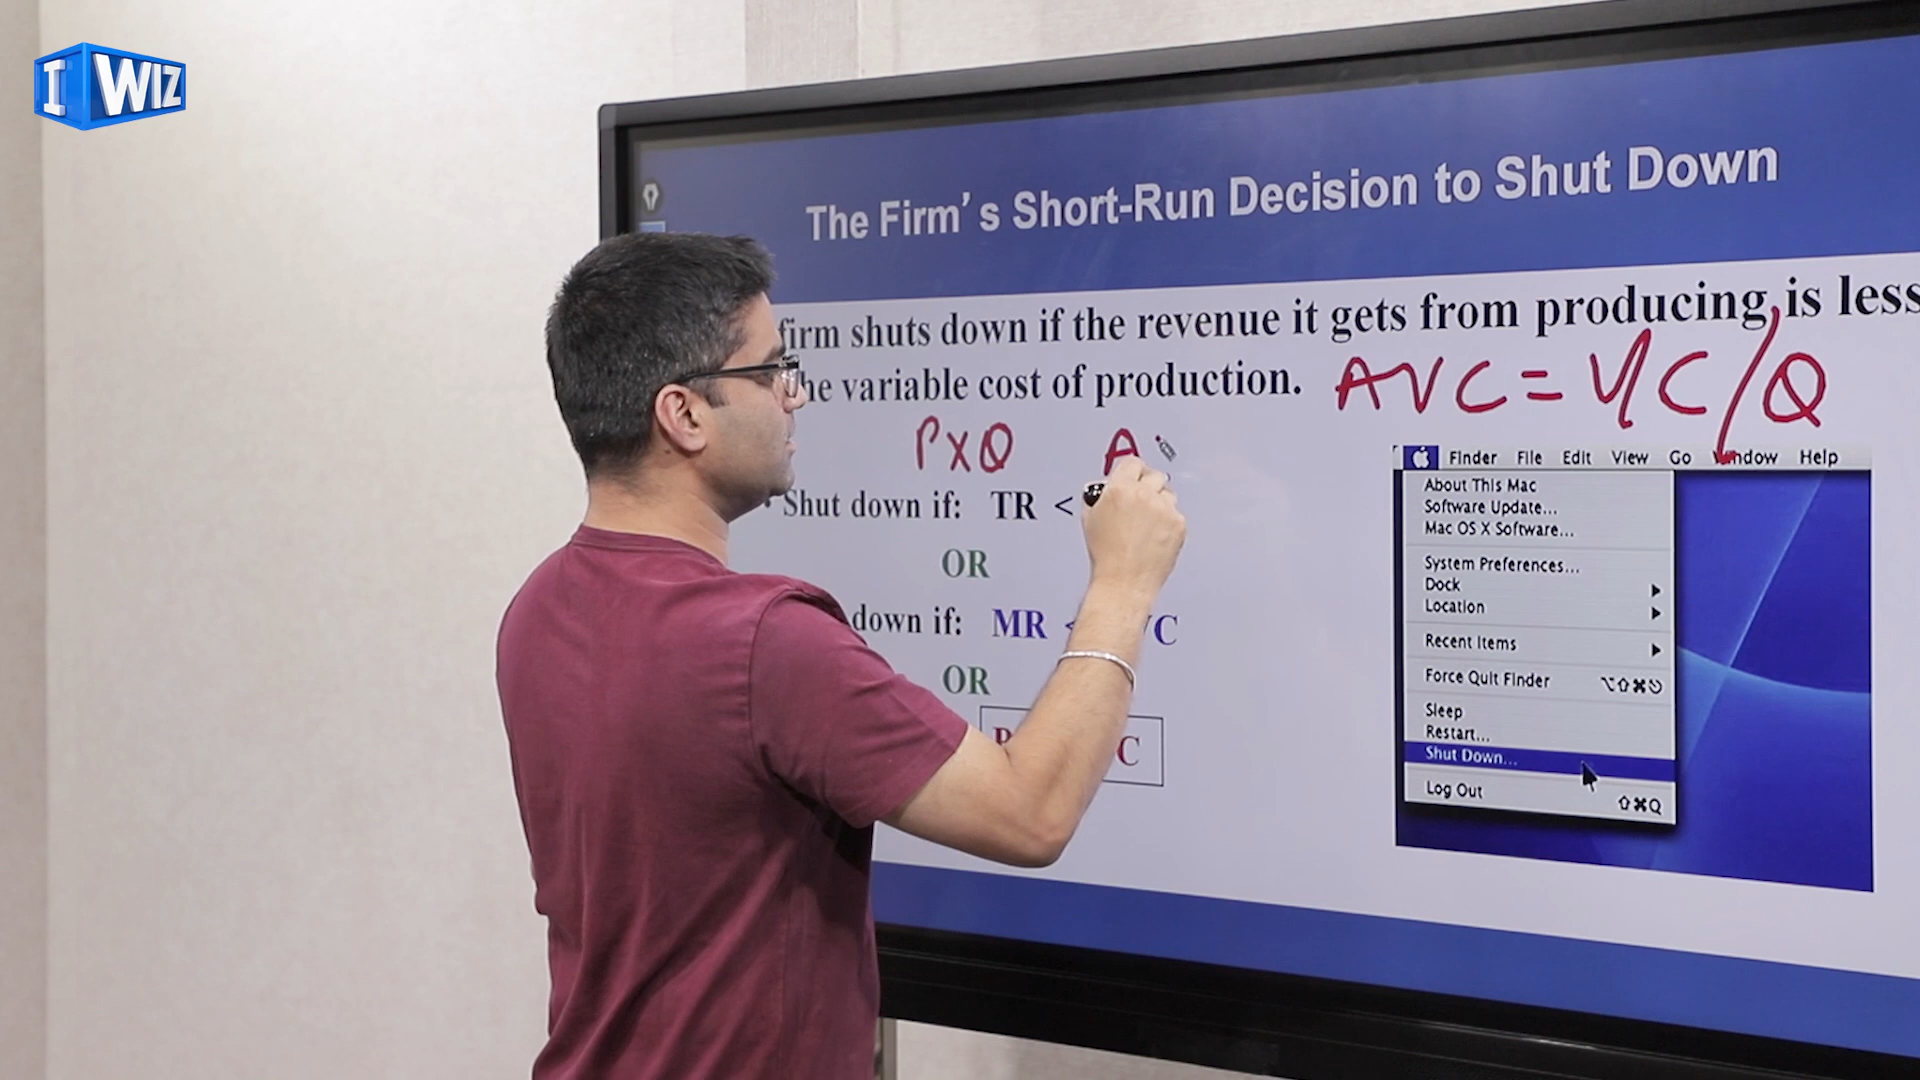 I WIZ
The Firm's Short-Run Decision to Shut Down
firm shuts down if the revenue it gets from producing is less
he variable cost of production. AVC = VC/Q
P X Q A
• Shut down if: TR <
OR
down if: MR < VC
OR
P C
Finder File Edit View Go Window Help
About This Mac
Software Update...
Mac OS X Software...
System Preferences...
Dock
Location
Recent Items
Force Quit Finder ⌥⇧⌘⎋
Sleep
Restart...
Shut Down...
Log Out ⇧⌘Q